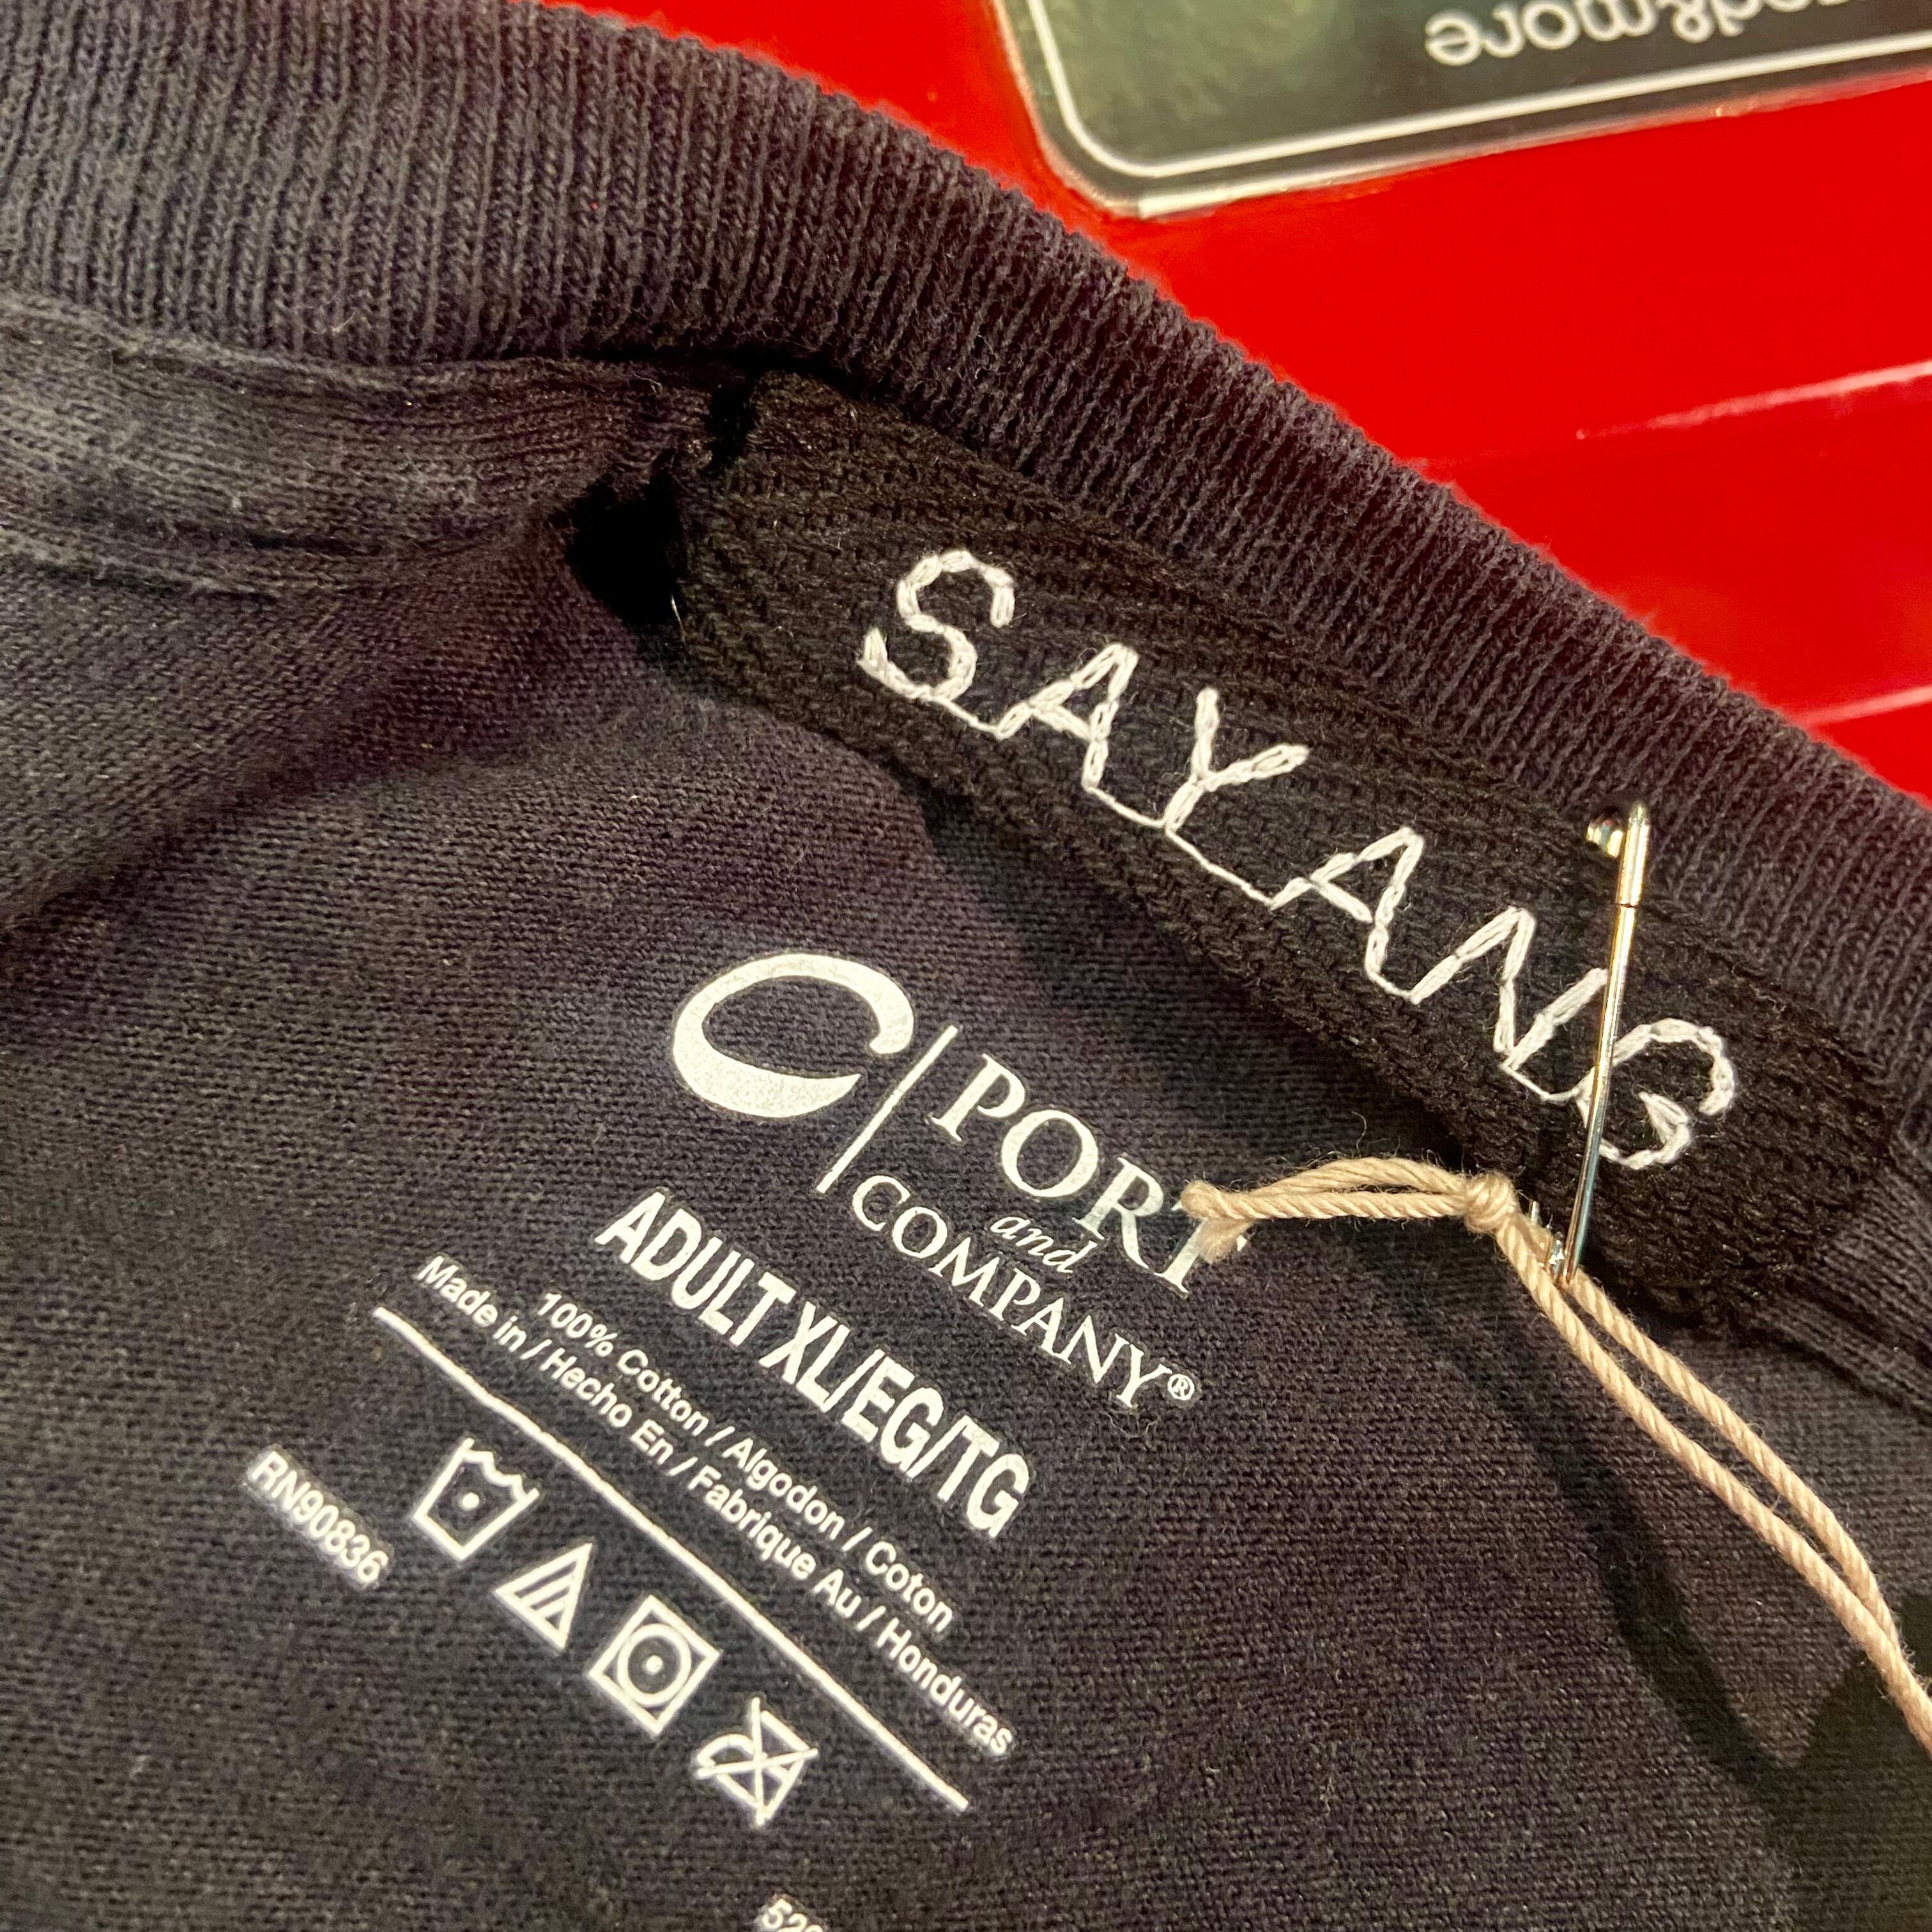 &more
SAYANG
PORT
and
COMPANY®
ADULT XL/EG/TG
100% Cotton / Algodon / Coton
Made in / Hecho En / Fabrique Au / Honduras
RN90836